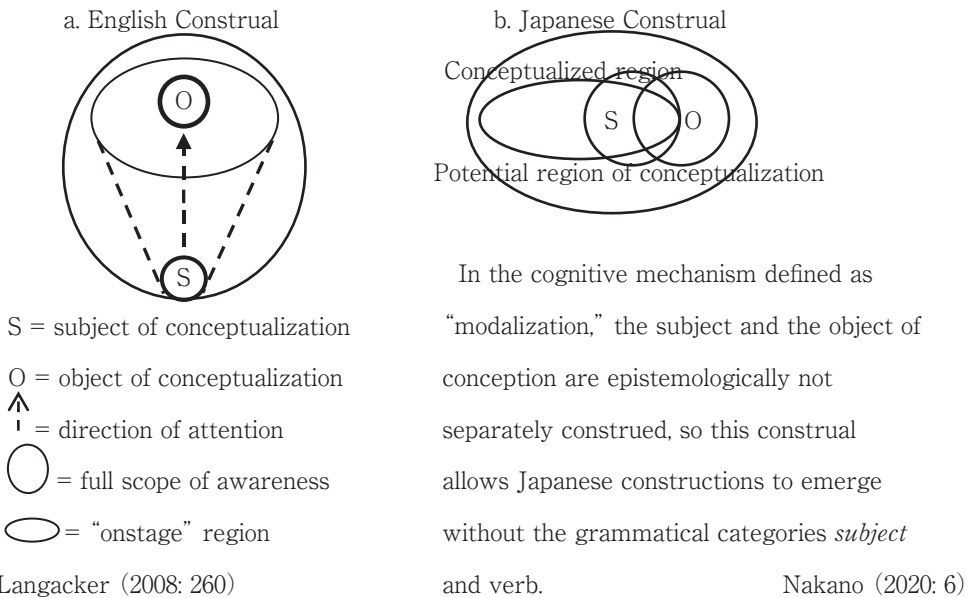 a. English Construal
O
S
S = subject of conceptualization
O = object of conceptualization
= direction of attention
= full scope of awareness
= “onstage” region
Langacker (2008: 260)
b. Japanese Construal
Conceptualized region
S
O
Potential region of conceptualization
In the cognitive mechanism defined as
“modalization,” the subject and the object of
conception are epistemologically not
separately construed, so this construal
allows Japanese constructions to emerge
without the grammatical categories subject
and verb.
Nakano (2020: 6)